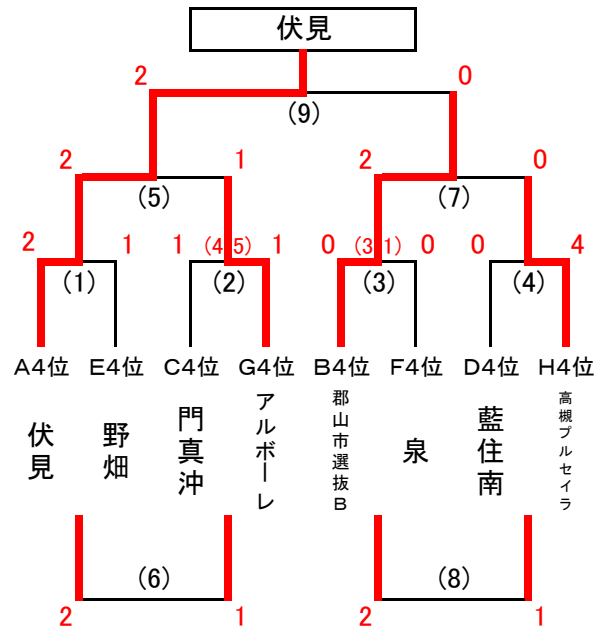 伏見
2 0
(9)
2 1 2 0
(5) (7)
2 1 1 (4 5) 1 0 (3 1) 0 0 4
(1) (2) (3) (4)
A4位 E4位 C4位 G4位 B4位 F4位 D4位 H4位
伏見
野畑
門真沖
アルボーレ
郡山市選抜B
泉
藍住南
高槻プルセイラ
(6) (8)
2 1 2 1